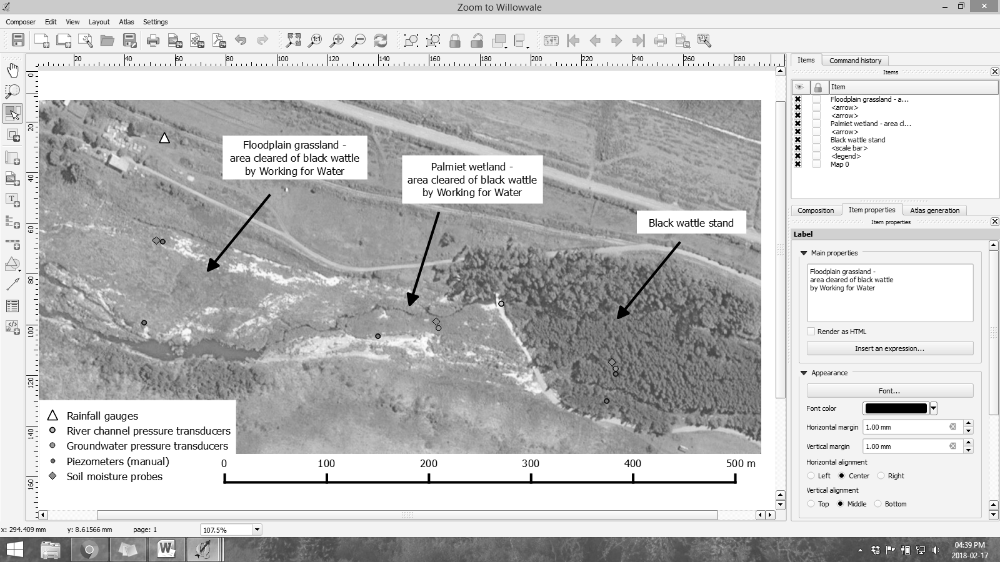 Zoom to Willowvale
Composer Edit View Layout Atlas Settings
1:1
20 40 60 80 100 120 140 160 180 200 220 240 260 280
0
20
40
60
80
100
120
140
160
Floodplain grassland -
area cleared of black wattle
by Working for Water
Palmiet wetland -
area cleared of black wattle
by Working for Water
Black wattle stand
Rainfall gauges
River channel pressure transducers
Groundwater pressure transducers
Piezometers (manual)
Soil moisture probes
0 100 200 300 400 500 m
Items Command history
Items
Item
Floodplain grassland - a...
<arrow>
<arrow>
Palmiet wetland - area cl...
<arrow>
Black wattle stand
<scale bar>
<legend>
Map 0
Composition Item properties Atlas generation
Item properties
Label
Main properties
Floodplain grassland -
area cleared of black wattle
by Working for Water
Render as HTML
Insert an expression...
Appearance
Font...
Font color
Horizontal margin 1.00 mm
Vertical margin 1.00 mm
Horizontal alignment
Left Center Right
Vertical alignment
Top Middle Bottom
x: 294.409 mm y: 8.61566 mm page: 1 107.5%
04:39 PM
2018-02-17